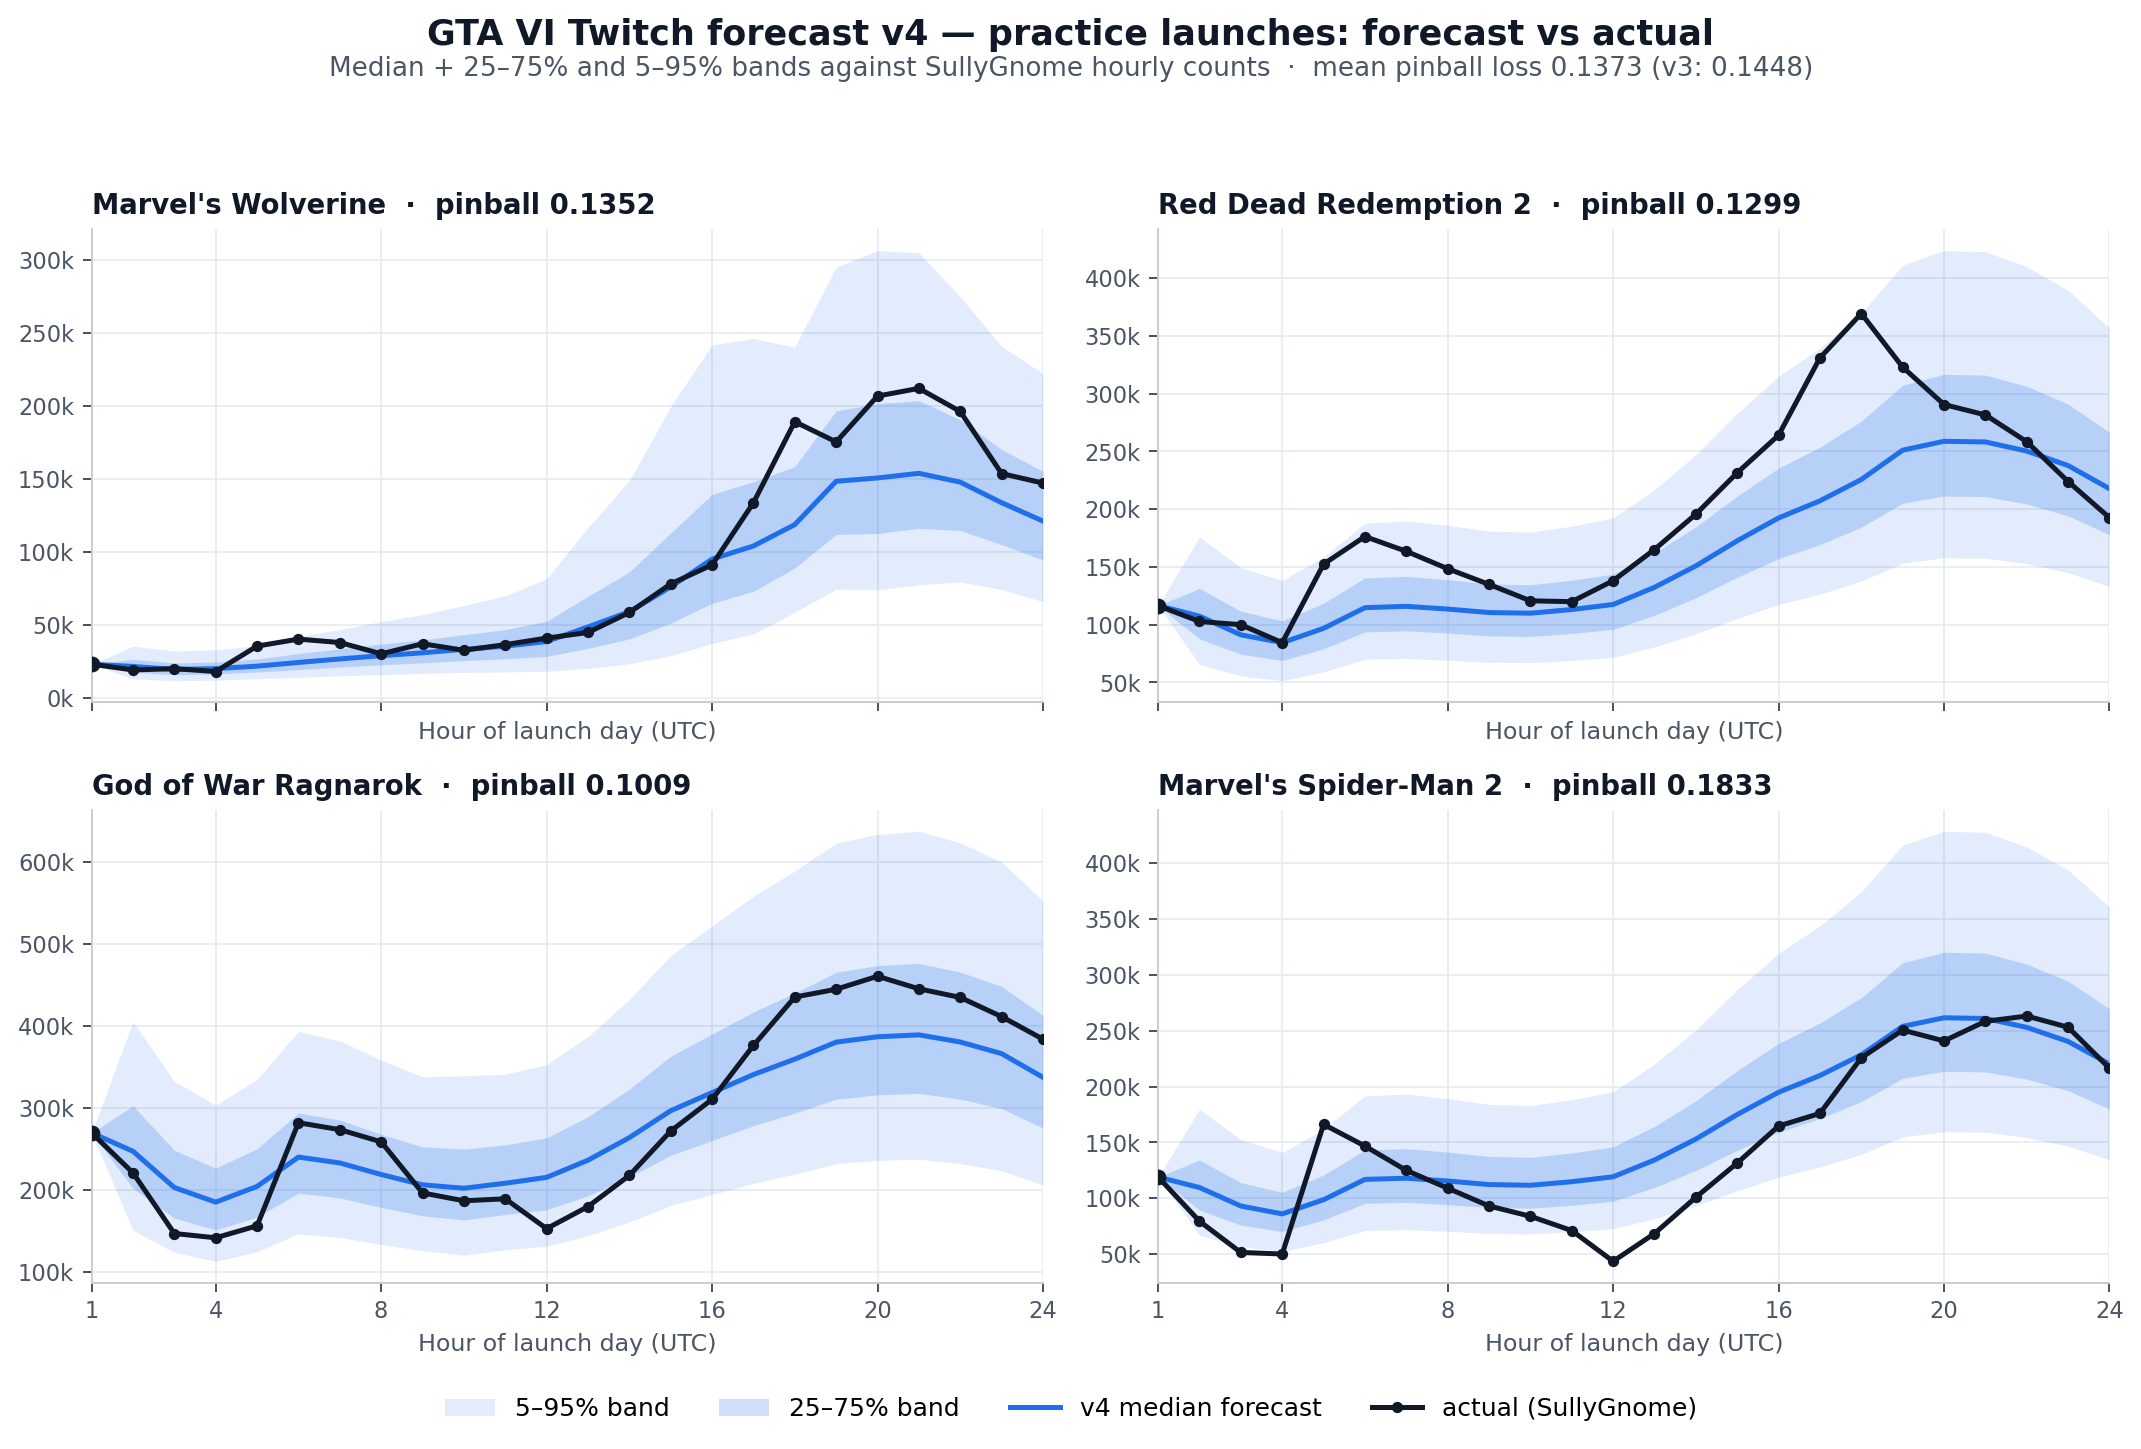 GTA VI Twitch forecast v4 — practice launches: forecast vs actual
Median + 25–75% and 5–95% bands against SullyGnome hourly counts · mean pinball loss 0.1373 (v3: 0.1448)
Marvel's Wolverine · pinball 0.1352
300k
250k
200k
150k
100k
50k
0k
Hour of launch day (UTC)
Red Dead Redemption 2 · pinball 0.1299
400k
350k
300k
250k
200k
150k
100k
50k
Hour of launch day (UTC)
God of War Ragnarok · pinball 0.1009
600k
500k
400k
300k
200k
100k
1 4 8 12 16 20 24
Hour of launch day (UTC)
Marvel's Spider-Man 2 · pinball 0.1833
400k
350k
300k
250k
200k
150k
100k
50k
1 4 8 12 16 20 24
Hour of launch day (UTC)
5–95% band 25–75% band v4 median forecast actual (SullyGnome)